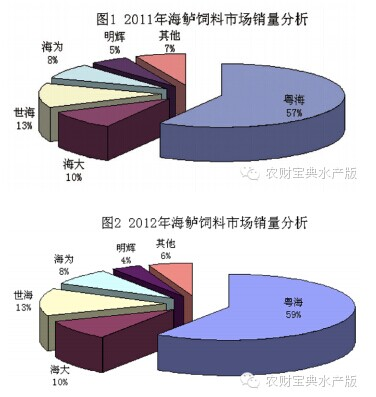 图1 2011年海鲈饲料市场销量分析
明辉
5%
其他
7%
海为
8%
世海
13%
海大
10%
粤海
57%
农财宝典水产版
图2 2012年海鲈饲料市场销量分析
明辉
4%
其他
6%
海为
8%
世海
13%
海大
10%
粤海
59%
农财宝典水产版